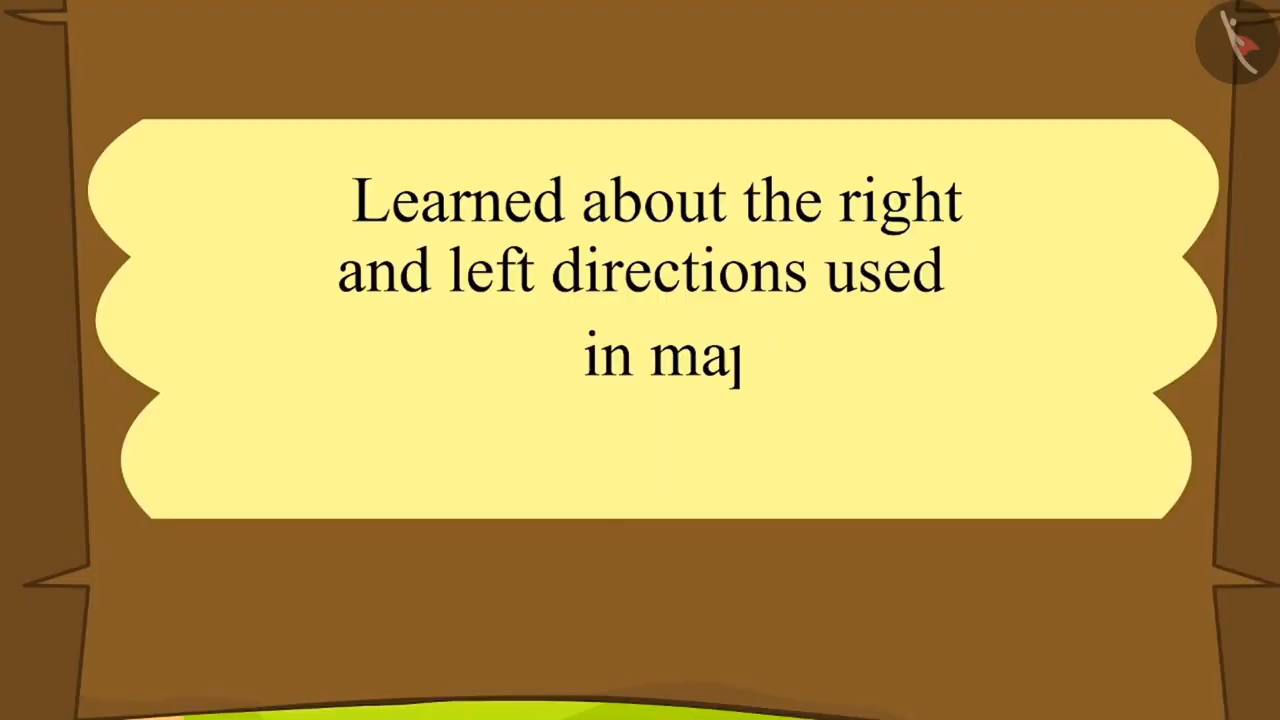 Learned about the right
and left directions used
in ma